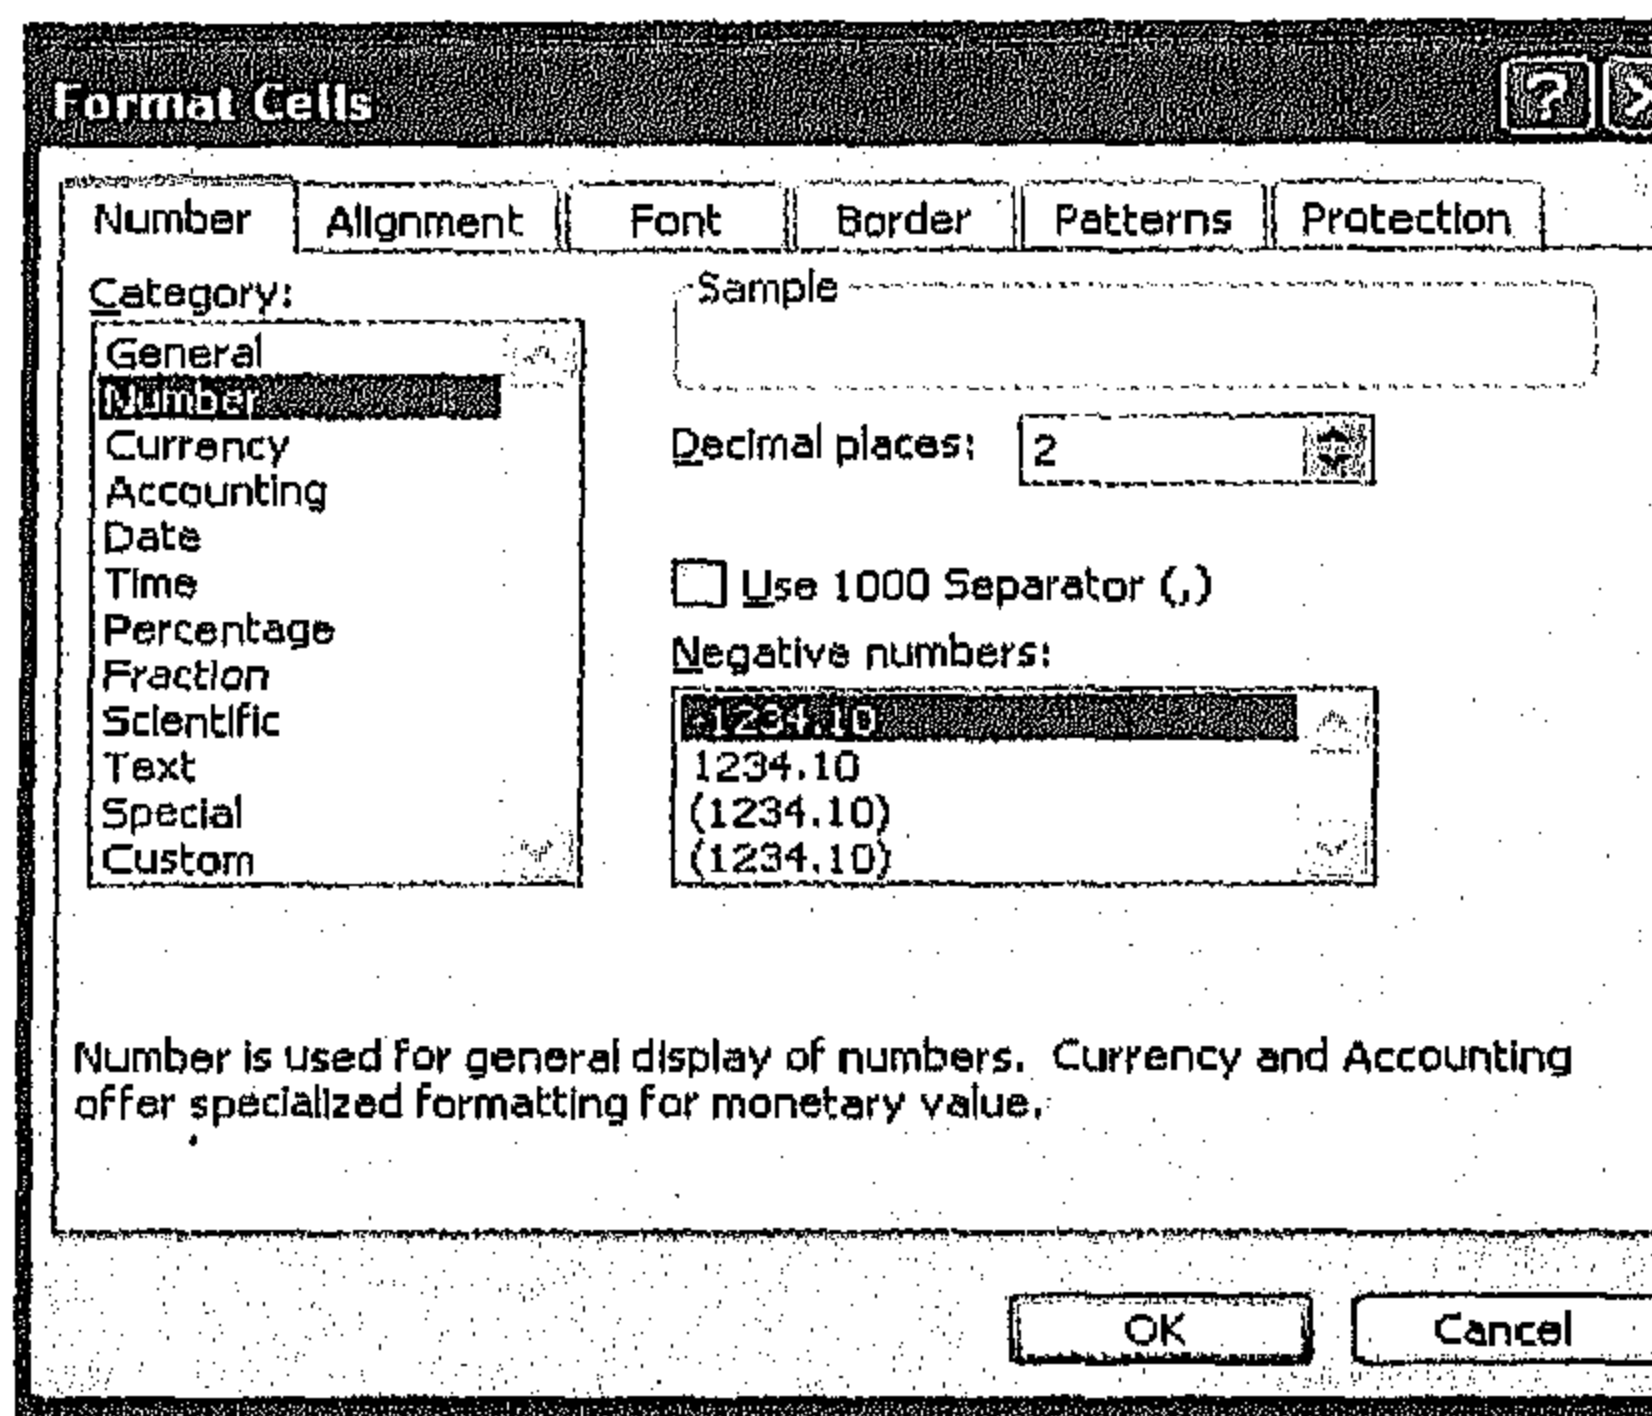 Format Cells
Number Alignment Font Border Patterns Protection
Category:
General
Number
Currency
Accounting
Date
Time
Percentage
Fraction
Scientific
Text
Special
Custom
Sample
Decimal places: 2
Use 1000 Separator (,)
Negative numbers:
-1234.10
1234.10
(1234.10)
(1234.10)
Number is used for general display of numbers. Currency and Accounting
offer specialized formatting for monetary value.
OK Cancel